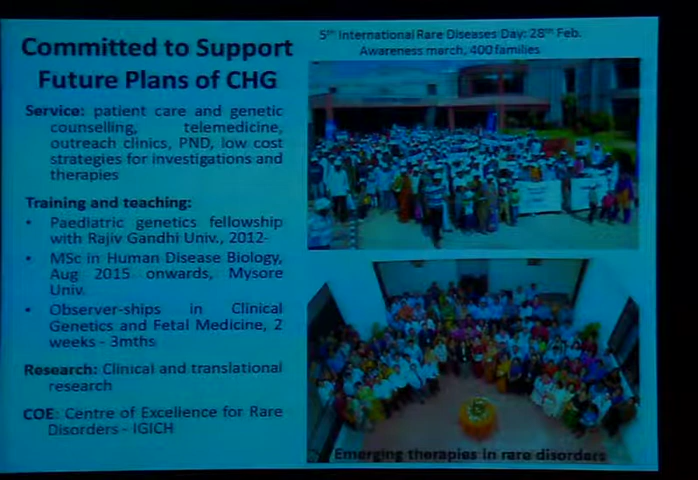 Committed to Support
Future Plans of CHG
Service: patient care and genetic
counselling, telemedicine,
outreach clinics, PND, low cost
strategies for investigations and
therapies
Training and teaching:
• Paediatric genetics fellowship
with Rajiv Gandhi Univ., 2012-
• MSc in Human Disease Biology,
Aug 2015 onwards, Mysore
Univ.
• Observer-ships in Clinical
Genetics and Fetal Medicine, 2
weeks - 3mths
Research: Clinical and translational
research
COE: Centre of Excellence for Rare
Disorders - IGICH
5th International Rare Diseases Day: 28th Feb.
Awareness march, 400 families
Emerging therapies in rare disorders